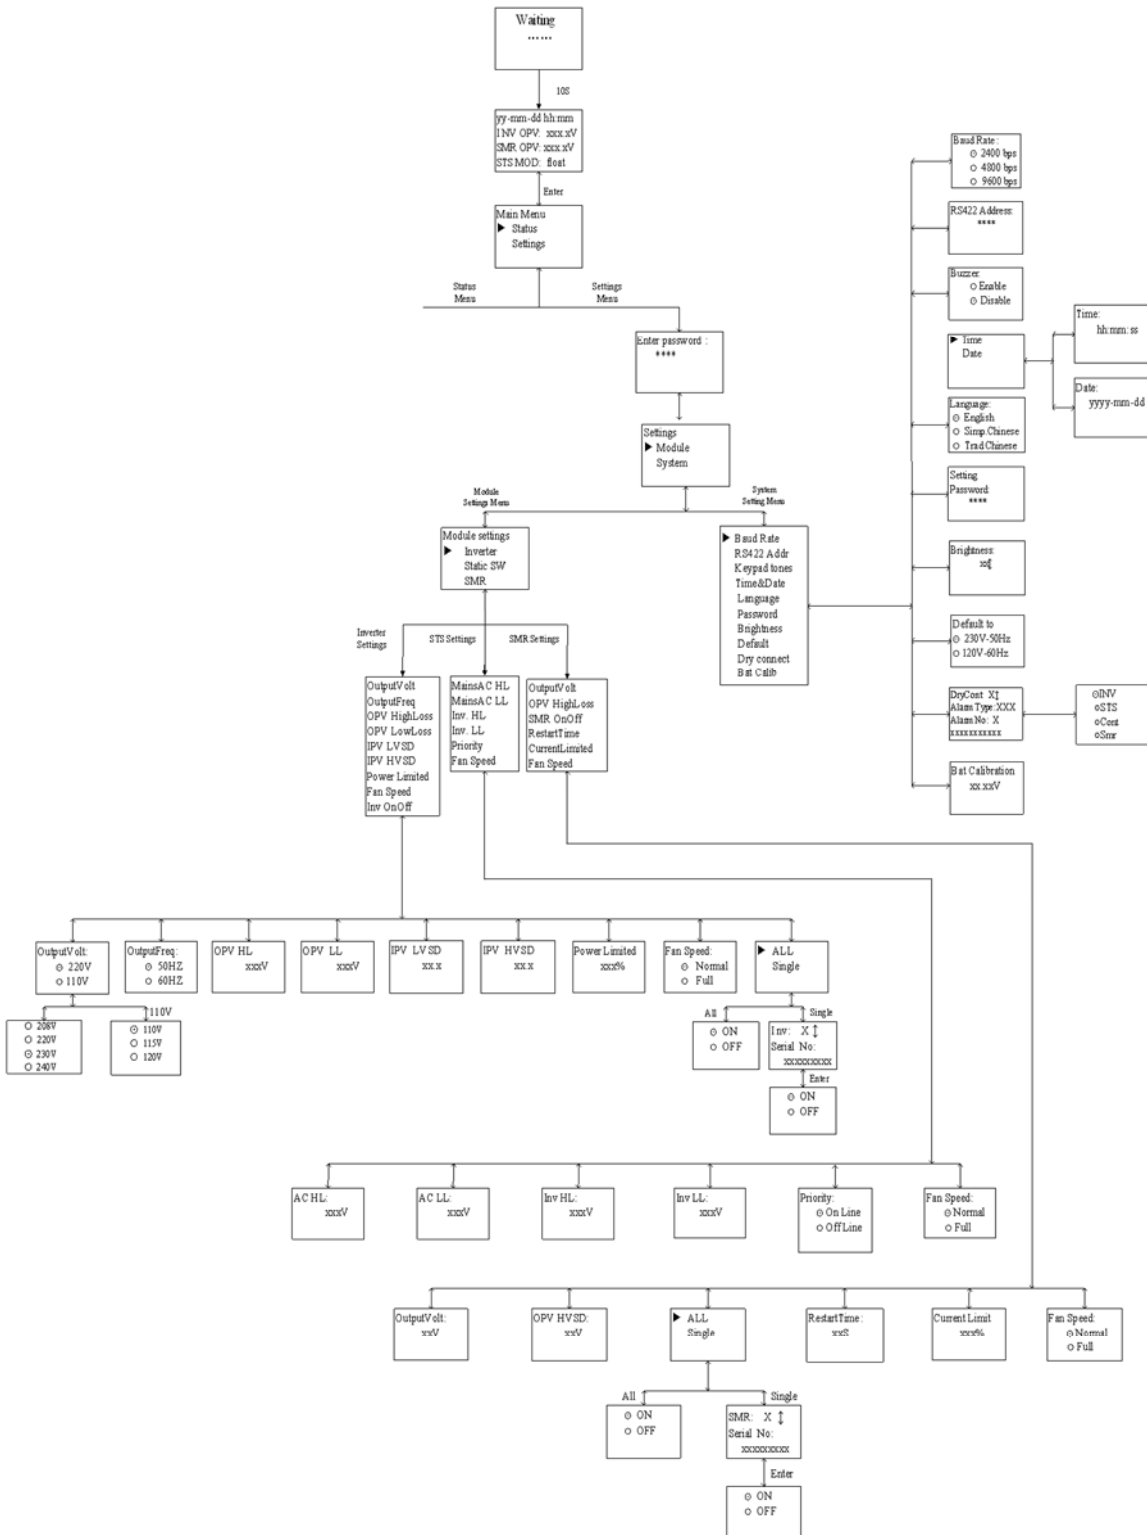 Waiting
......
10S
yy-mm-dd hh:mm
INV OPV: xxx.xV
SMR OPV: xxx.xV
STS MOD: float
Enter
Main Menu
Status
Settings
Status
Menu
Settings
Menu
Enter password :
****
Settings
Module
System
Module
Settings Menu
System
Setting Menu
Module settings
Inverter
Static SW
SMR
Baud Rate
RS422 Addr
Keypad tones
Time&Date
Language
Password
Brightness
Default
Dry connect
Bat Calib
Baud Rate:
2400 bps
4800 bps
9600 bps
RS422 Address:
****
Buzzer:
Enable
Disable
Time
Date
Time:
hh:mm:ss
Date:
yyyy-mm-dd
Language:
English
Simp.Chinese
Trad Chinese
Setting
Password:
****
Brightness:
Default to
230V-50Hz
120V-60Hz
DryCont X↕
Alarm Type:XXX
Alarm No: X
xxxxxxxxxxx
INV
STS
Cont
Smr
Bat Calibration
xx.xxV
Inverter
Settings
STS Settings
SMR Settings
OutputVolt
OutputFreq
OPV HighLoss
OPV LowLoss
IPV LVSD
IPV HVSD
Power Limited
Fan Speed
Inv OnOff
MainsAC HL
MainsAC LL
Inv. HL
Inv. LL
Priority
Fan Speed
OutputVolt
OPV HighLoss
SMR OnOff
RestartTime
CurrentLimited
Fan Speed
OutputVolt:
220V
110V
OutputFreq:
50HZ
60HZ
OPV HL
xxxV
OPV LL
xxxV
IPV LVSD
xx.x
IPV HVSD
xx.x
Power Limited
xxx%
Fan Speed:
Normal
Full
ALL
Single
110V
208V
220V
230V
240V
110V
115V
120V
All
Single
ON
OFF
Inv: X ↕
Serial No:
xxxxxxxxx
Enter
ON
OFF
AC HL:
xxxV
AC LL:
xxxV
Inv HL:
xxxV
Inv LL:
xxxV
Priority:
On Line
Off Line
Fan Speed:
Normal
Full
OutputVolt:
xxV
OPV HVSD:
xxV
ALL
Single
RestartTime:
xxS
Current Limit
xxx%
Fan Speed:
Normal
Full
All
Single
ON
OFF
SMR: X ↕
Serial No:
xxxxxxxxx
Enter
ON
OFF